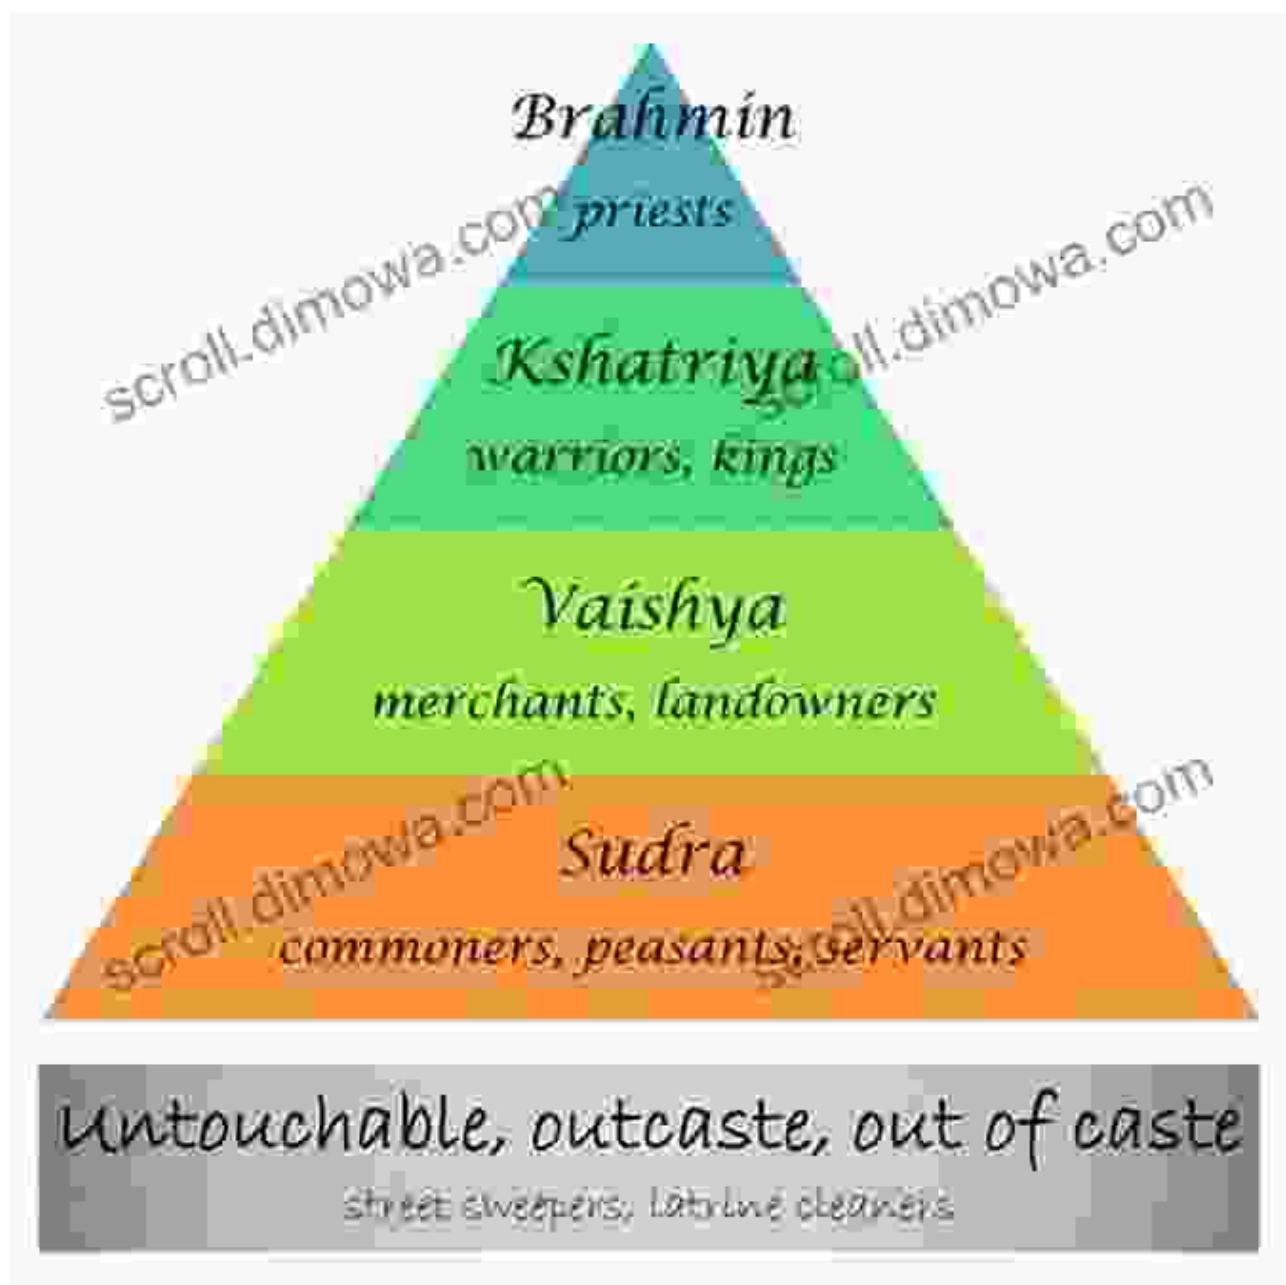 Brahmin
priests
scroll.dimowa.com
scroll.dimowa.com
Kshatriya
warriors, kings
Vaishya
merchants, landowners
scroll.dimowa.com
scroll.dimowa.com
Sudra
commoners, peasants, servants
Untouchable, outcaste, out of caste
street sweepers, latrine cleaners